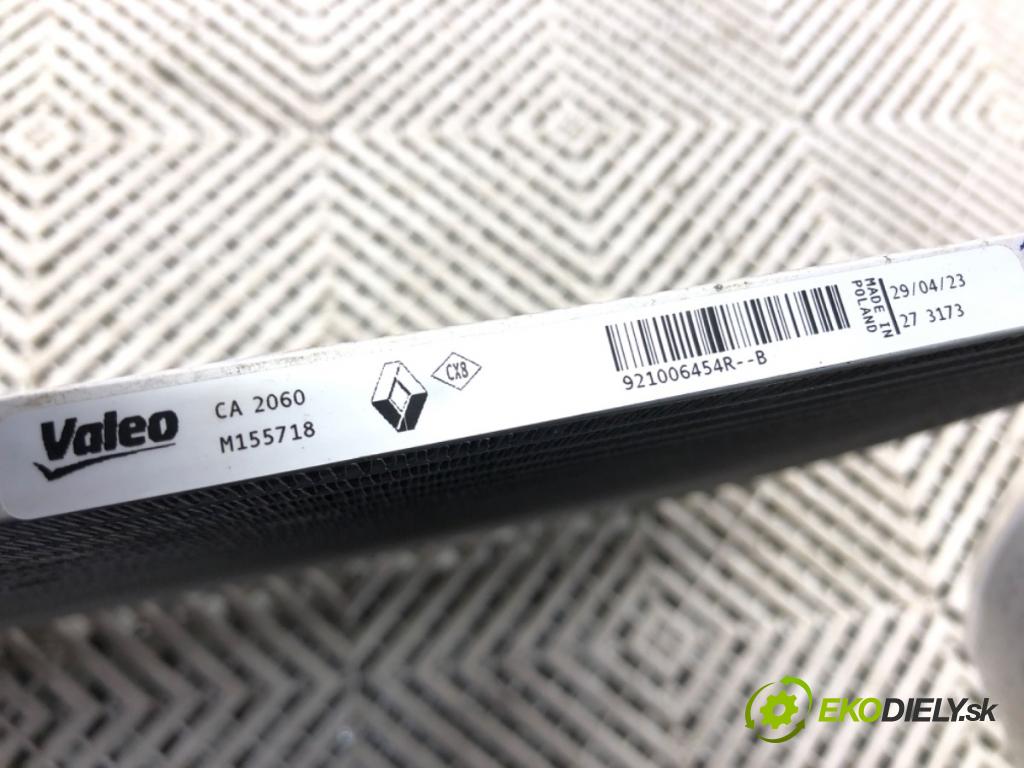 Valeo
CA 2060
M155718
CX8
921006454R--B
MADE IN
POLAND
29/04/23
27 3173
EKODIELY.sk